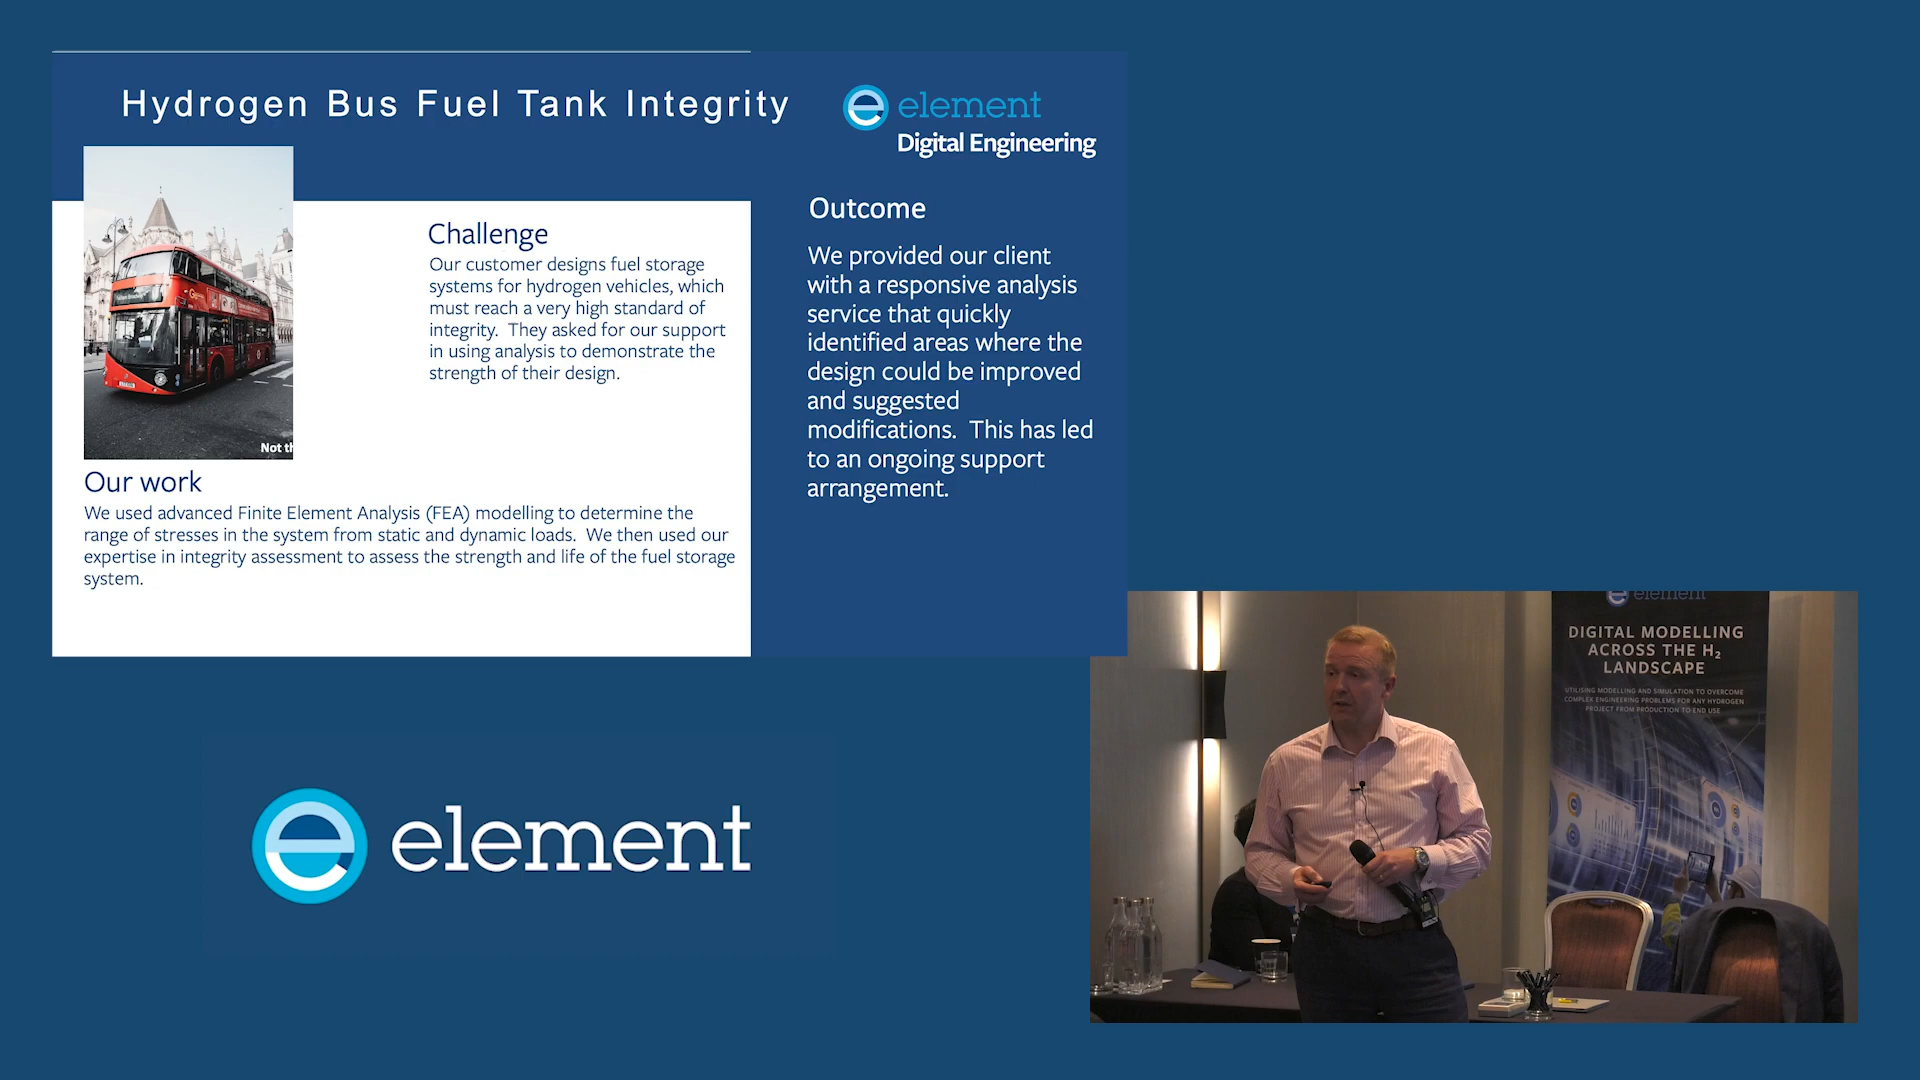 Hydrogen Bus Fuel Tank Integrity
element
Digital Engineering
Not th
Challenge
Our customer designs fuel storage
systems for hydrogen vehicles, which
must reach a very high standard of
integrity.  They asked for our support
in using analysis to demonstrate the
strength of their design.
Our work
We used advanced Finite Element Analysis (FEA) modelling to determine the
range of stresses in the system from static and dynamic loads.  We then used our
expertise in integrity assessment to assess the strength and life of the fuel storage
system.
Outcome
We provided our client
with a responsive analysis
service that quickly
identified areas where the
design could be improved
and suggested
modifications.  This has led
to an ongoing support
arrangement.
element
element
DIGITAL MODELLING
ACROSS THE H₂
LANDSCAPE
UTILISING MODELLING AND SIMULATION TO OVERCOME
COMPLEX ENGINEERING PROBLEMS FOR ANY HYDROGEN
PROJECT FROM PRODUCTION TO END USE